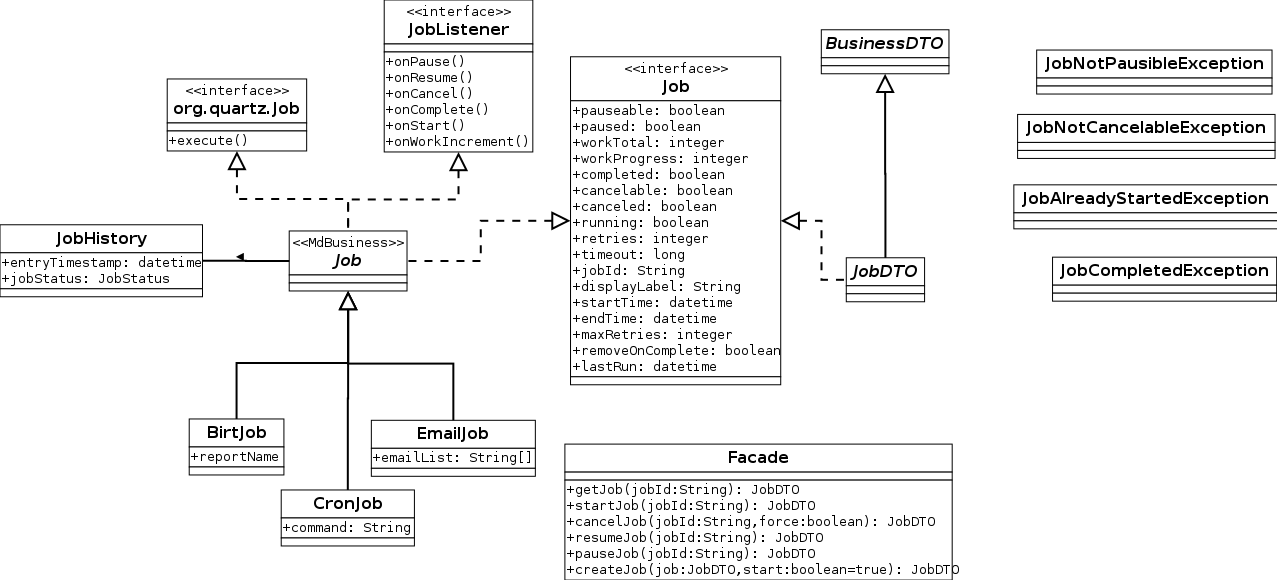 <<interface>>
JobListener
+onPause()
+onResume()
+onCancel()
+onComplete()
+onStart()
+onWorkIncrement()
<<interface>>
org.quartz.Job
+execute()
<<interface>>
Job
+pauseable: boolean
+paused: boolean
+workTotal: integer
+workProgress: integer
+completed: boolean
+cancelable: boolean
+canceled: boolean
+running: boolean
+retries: integer
+timeout: long
+jobId: String
+displayLabel: String
+startTime: datetime
+endTime: datetime
+maxRetries: integer
+removeOnComplete: boolean
+lastRun: datetime
BusinessDTO
JobNotPausibleException
JobNotCancelableException
JobAlreadyStartedException
JobCompletedException
JobHistory
+entryTimestamp: datetime
+jobStatus: JobStatus
<<MdBusiness>>
Job
JobDTO
BirtJob
+reportName
EmailJob
+emailList: String[]
CronJob
+command: String
Facade
+getJob(jobId:String): JobDTO
+startJob(jobId:String): JobDTO
+cancelJob(jobId:String,force:boolean): JobDTO
+resumeJob(jobId:String): JobDTO
+pauseJob(jobId:String): JobDTO
+createJob(job:JobDTO,start:boolean=true): JobDTO